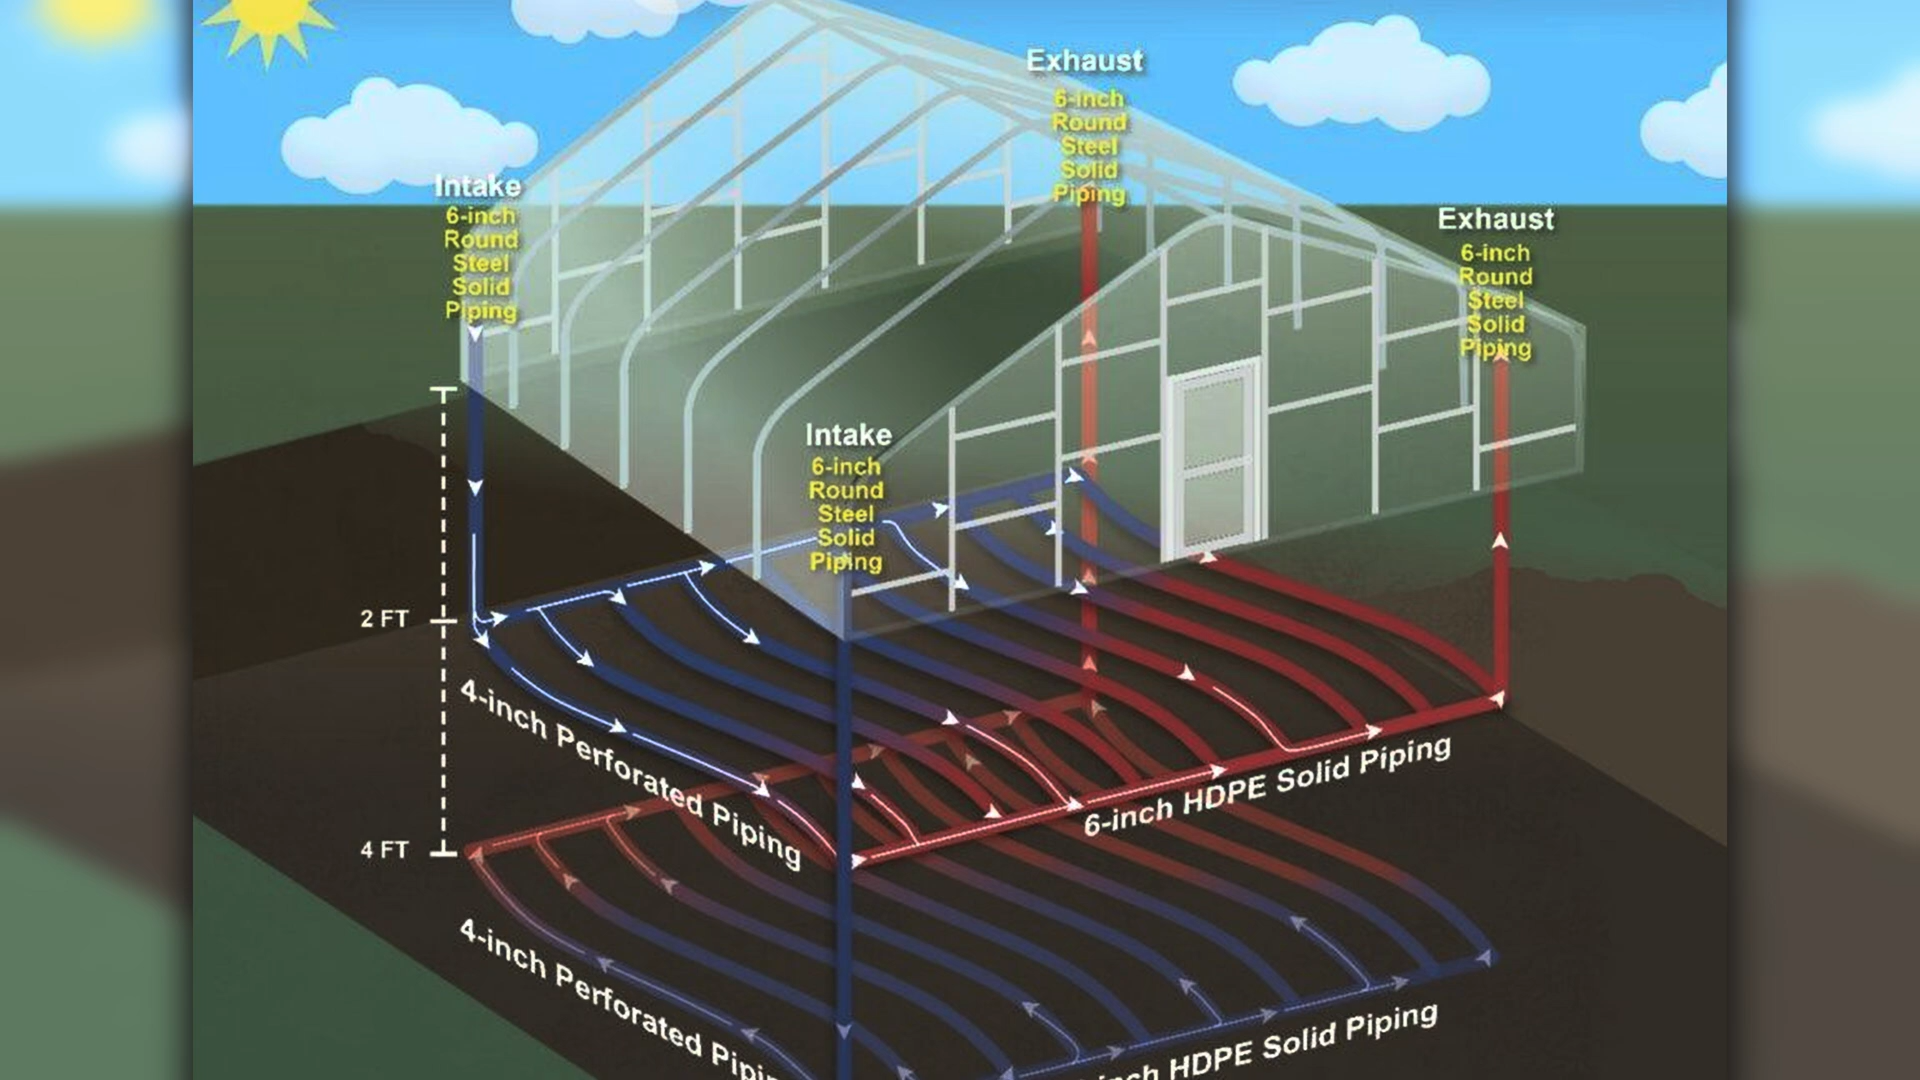 Exhaust
6-inch
Round
Steel
Solid
Piping
Intake
6-inch
Round
Steel
Solid
Piping
Exhaust
6-inch
Round
Steel
Solid
Piping
Intake
6-inch
Round
Steel
Solid
Piping
2 FT
4-inch Perforated Piping
6-inch HDPE Solid Piping
4 FT
4-inch Perforated
HDPE Solid Piping